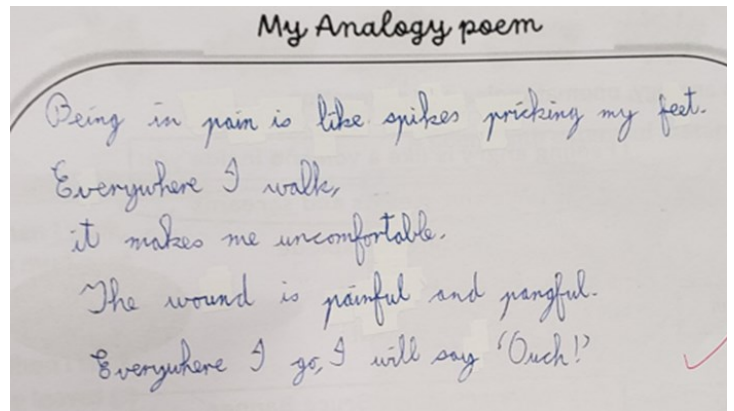 My Analogy poem
Being in pain is like spikes pricking my feet.
Everywhere I walk,
it makes me uncomfortable.
The wound is painful and pangful.
Everywhere I go, I will say 'Ouch!'